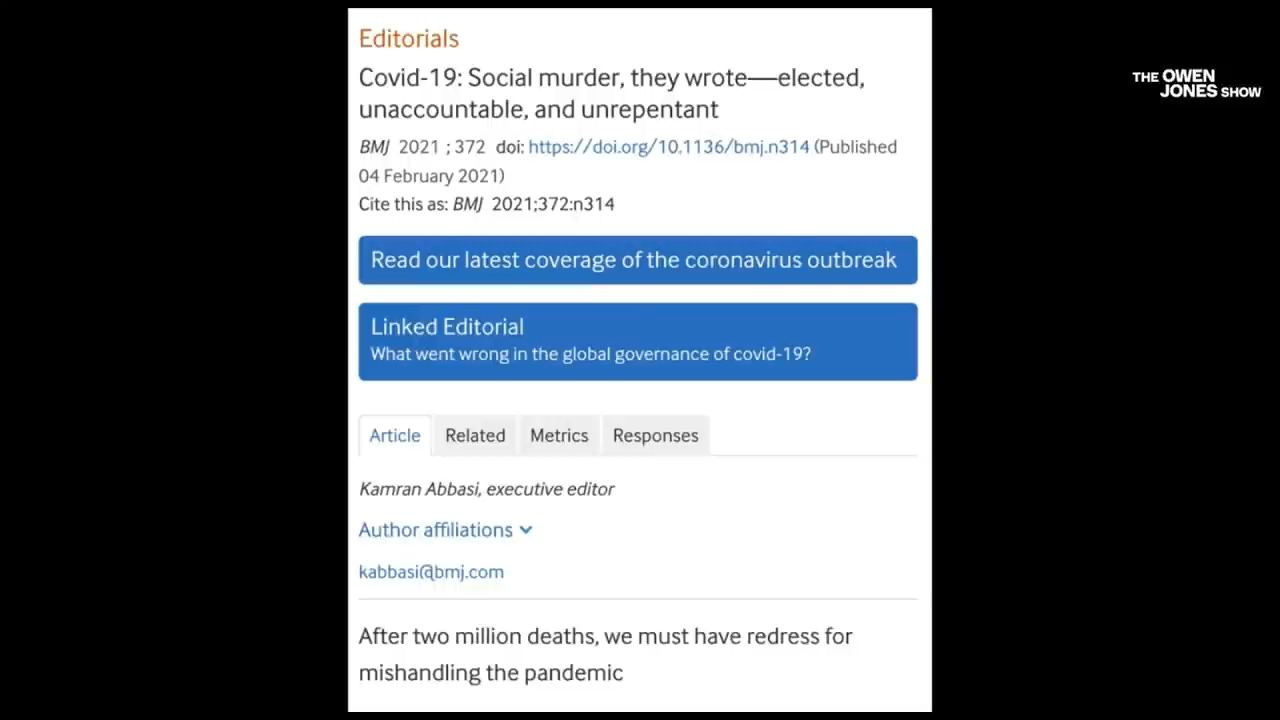 Editorials
Covid-19: Social murder, they wrote—elected,
unaccountable, and unrepentant
BMJ 2021 ; 372 doi: https://doi.org/10.1136/bmj.n314 (Published
04 February 2021)
Cite this as: BMJ 2021;372:n314
Read our latest coverage of the coronavirus outbreak
Linked Editorial
What went wrong in the global governance of covid-19?
Article Related Metrics Responses
Kamran Abbasi, executive editor
Author affiliations
kabbasi@bmj.com
After two million deaths, we must have redress for
mishandling the pandemic
THE OWEN
JONES SHOW